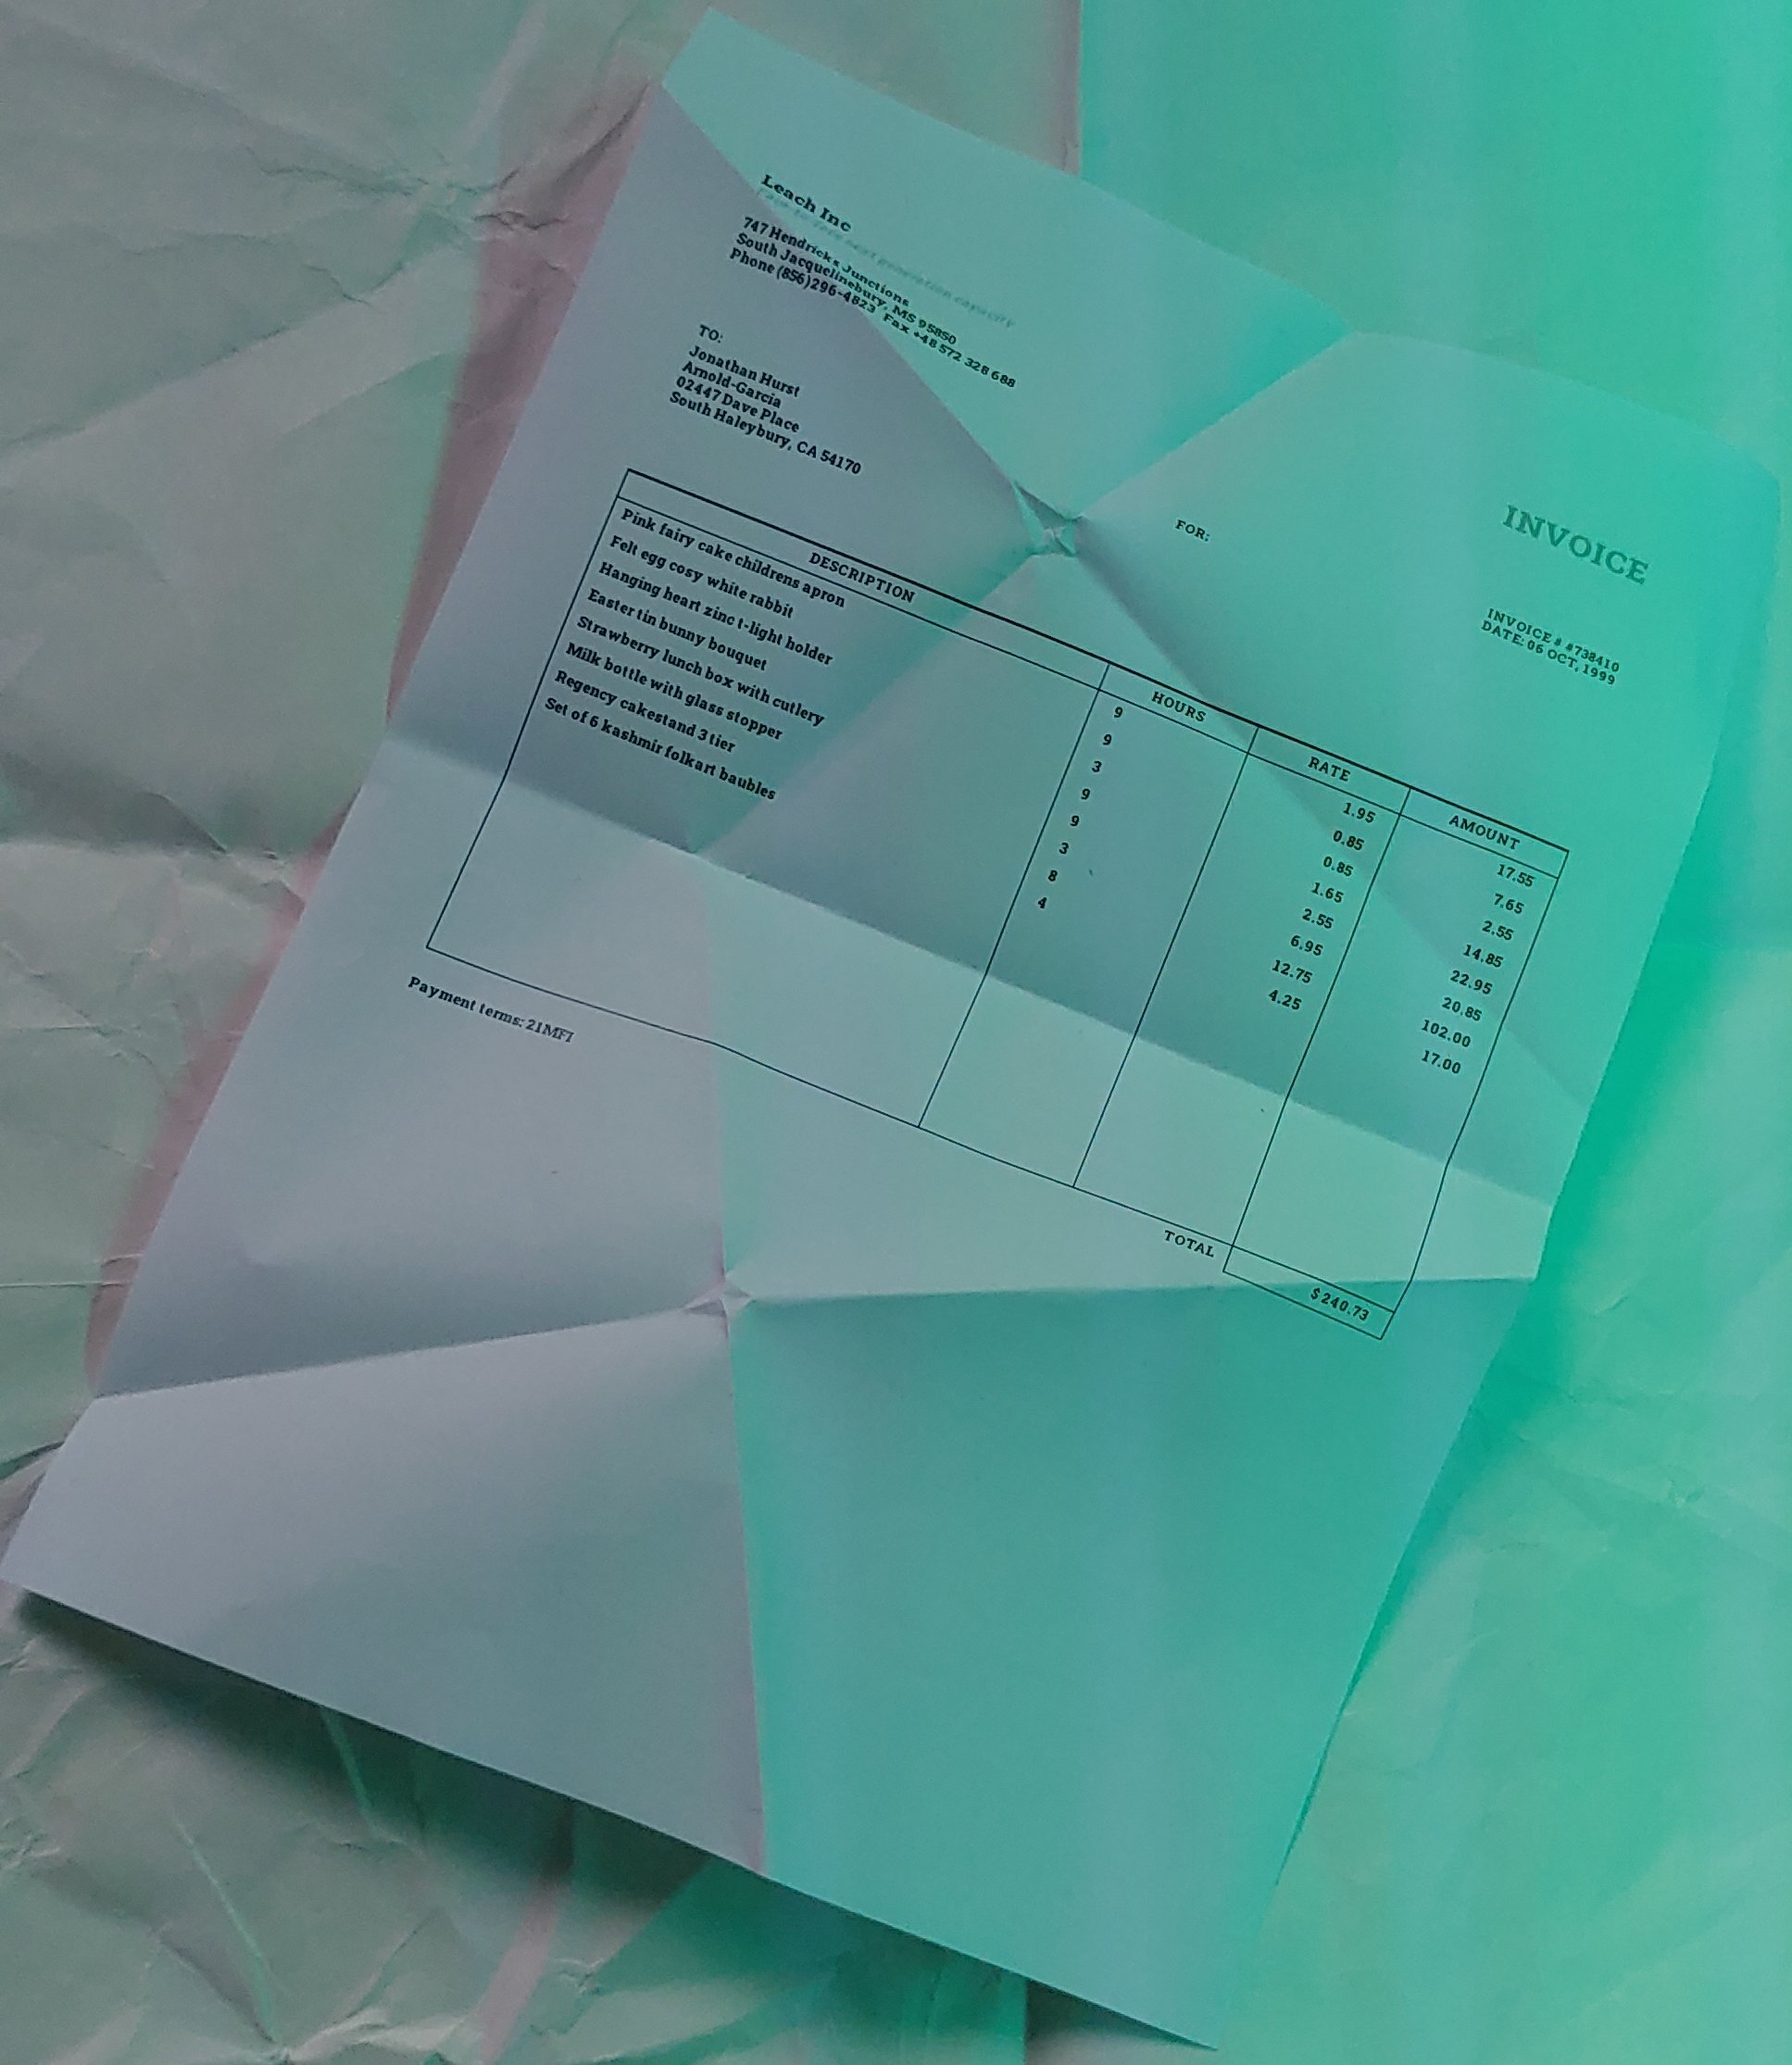 Leach Inc
next generation capacity
747 Hendricks Junctions
South Jacquelinebury, MS 95850
Phone (856)296-4823 Fax +48 572 328 688
INVOICE
INVOICE # #738410
DATE: 06 OCT, 1999
TO:
Jonathan Hurst
Arnold-Garcia
02447 Dave Place
South Haleybury, CA 54170
FOR:
DESCRIPTION HOURS RATE AMOUNT
Pink fairy cake childrens apron 9 1.95 17.55
Felt egg cosy white rabbit 9 0.85 7.65
Hanging heart zinc t-light holder 3 0.85 2.55
Easter tin bunny bouquet 9 1.65 14.85
Strawberry lunch box with cutlery 9 2.55 22.95
Milk bottle with glass stopper 3 6.95 20.85
Regency cakestand 3 tier 8 12.75 102.00
Set of 6 kashmir folkart baubles 4 4.25 17.00
TOTAL $ 240.73
Payment terms: 21MFI